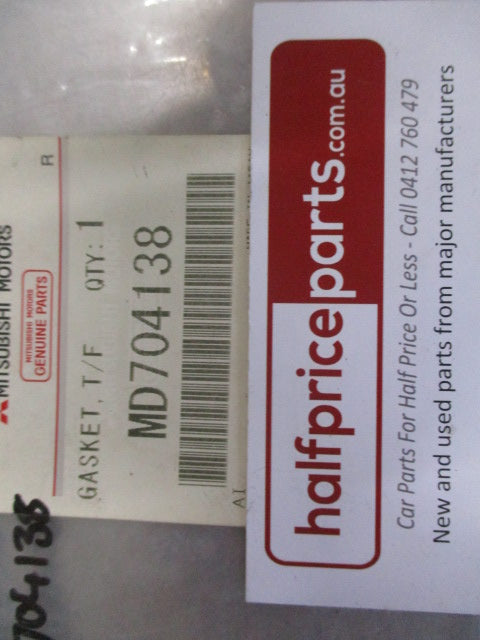 MITSUBISHI MOTORS
R
MITSUBISHI MOTORS
GENUINE PARTS
GASKET,T/F QTY: 1
MD704138
704138
halfpriceparts.com.au
Car Parts For Half Price Or Less - Call 0412 760 479
New and used parts from major manufacturers